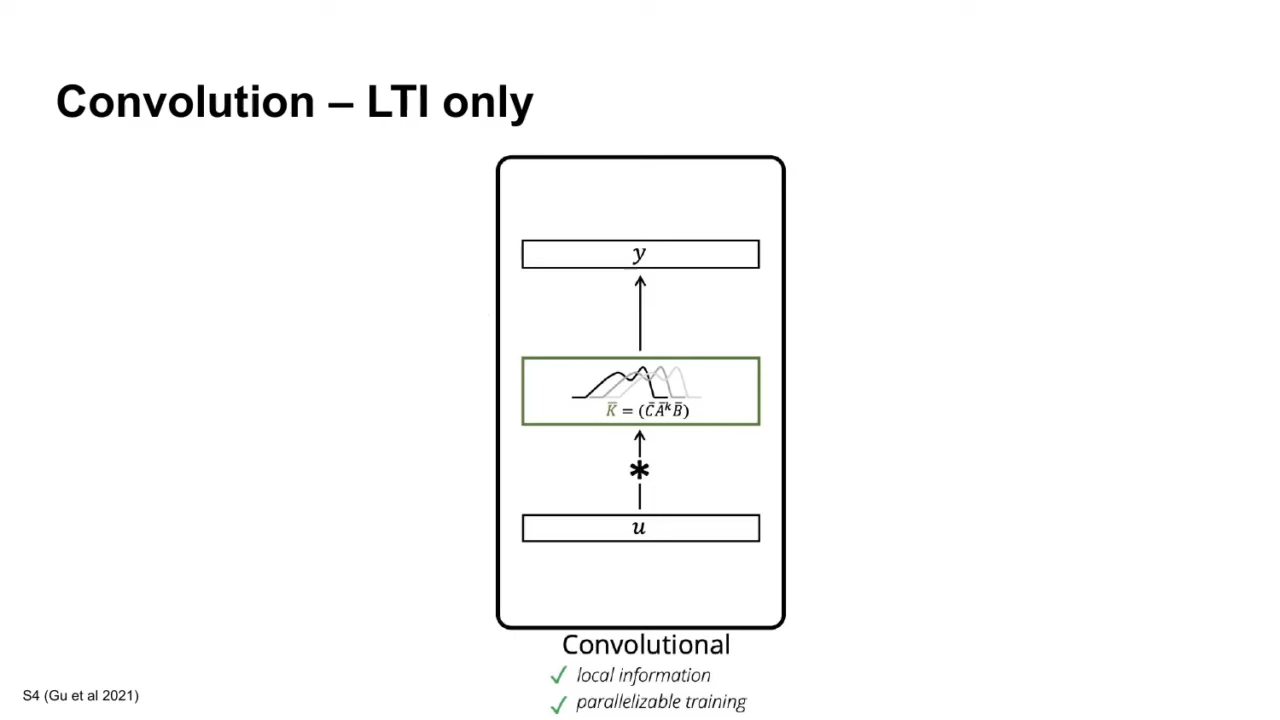 Convolution – LTI only
y
K̅ = (C̅A̅ᵏB̅)
*
u
Convolutional
✓ local information
✓ parallelizable training
S4 (Gu et al 2021)